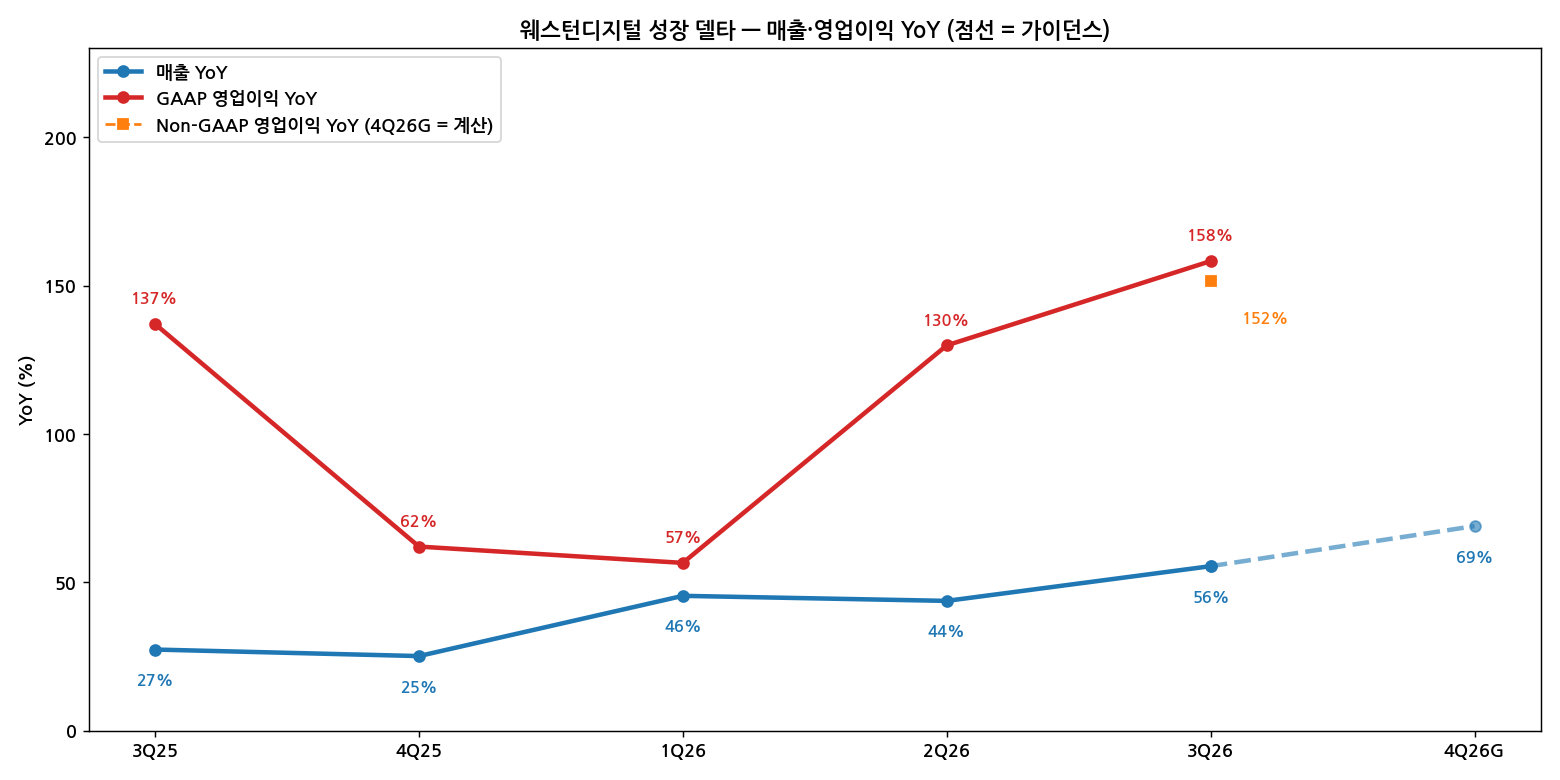 웨스턴디지털 성장 델타 — 매출·영업이익 YoY (점선 = 가이던스)
매출 YoY
GAAP 영업이익 YoY
Non-GAAP 영업이익 YoY (4Q26G = 계산)
YoY (%)
200
150
100
50
0
137%
62%
57%
130%
158%
152%
27%
25%
46%
44%
56%
69%
3Q25
4Q25
1Q26
2Q26
3Q26
4Q26G